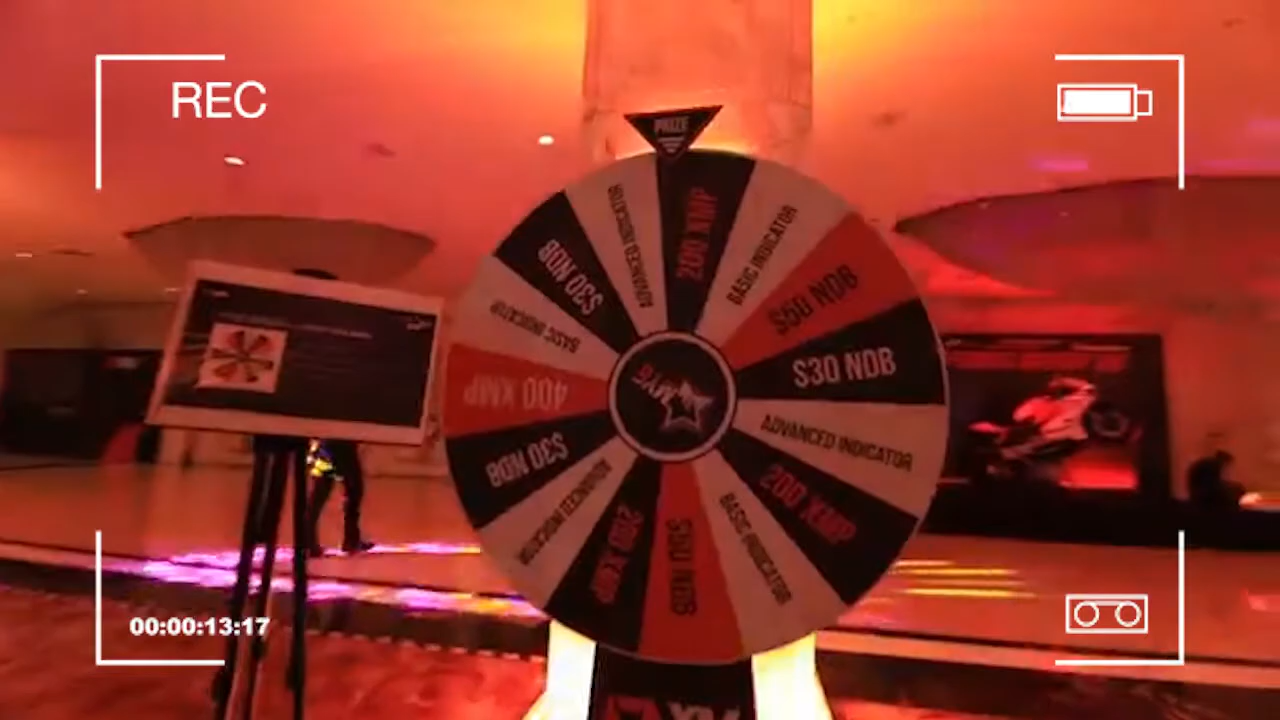 REC
PRIZE
200 XMP
BASIC INDICATOR
$50 NDB
$30 NDB
ADVANCED INDICATOR
200 XMP
BASIC INDICATOR
$50 NDB
200 XMP
ADVANCED INDICATOR
$30 NDB
400 XMP
BASIC INDICATOR
$30 NDB
ADVANCED INDICATOR
00:00:13:17